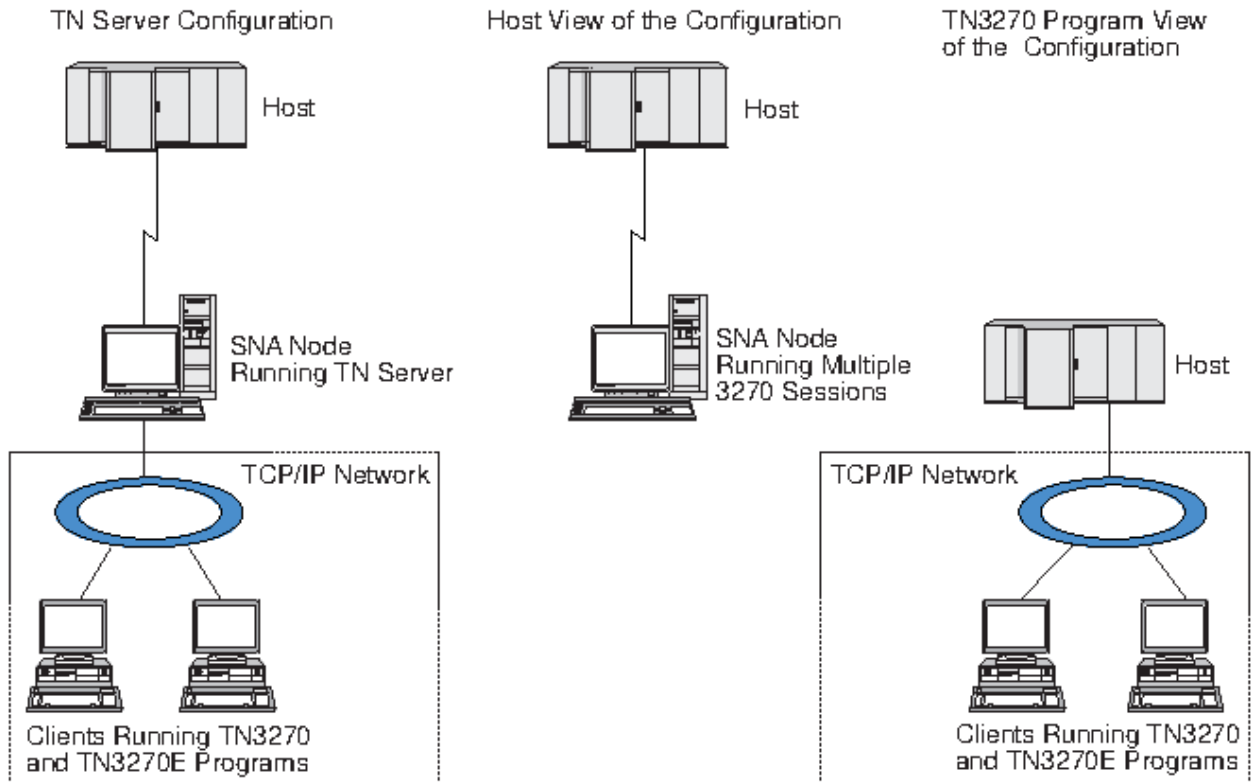 TN Server Configuration
Host
SNA Node
Running TN Server
TCP/IP Network
Clients Running TN3270
and TN3270E Programs
Host View of the Configuration
Host
SNA Node
Running Multiple
3270 Sessions
TN3270 Program View
of the Configuration
Host
TCP/IP Network
Clients Running TN3270
and TN3270E Programs